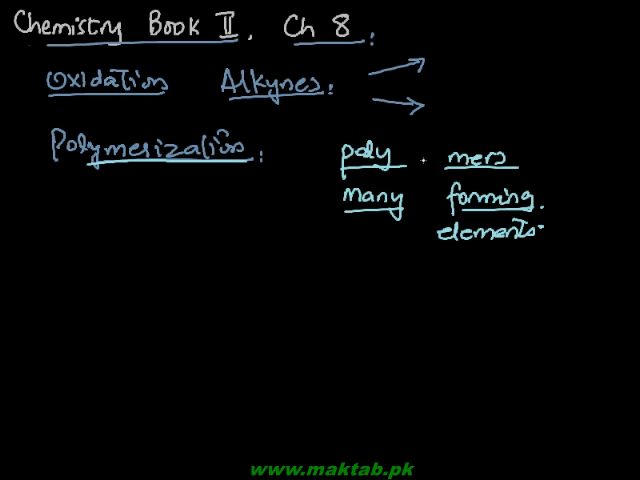 Chemistry Book II, Ch 8.
Oxidation Alkynes.
Polymerization.
poly mers
many forming.
elements.
www.maktab.pk